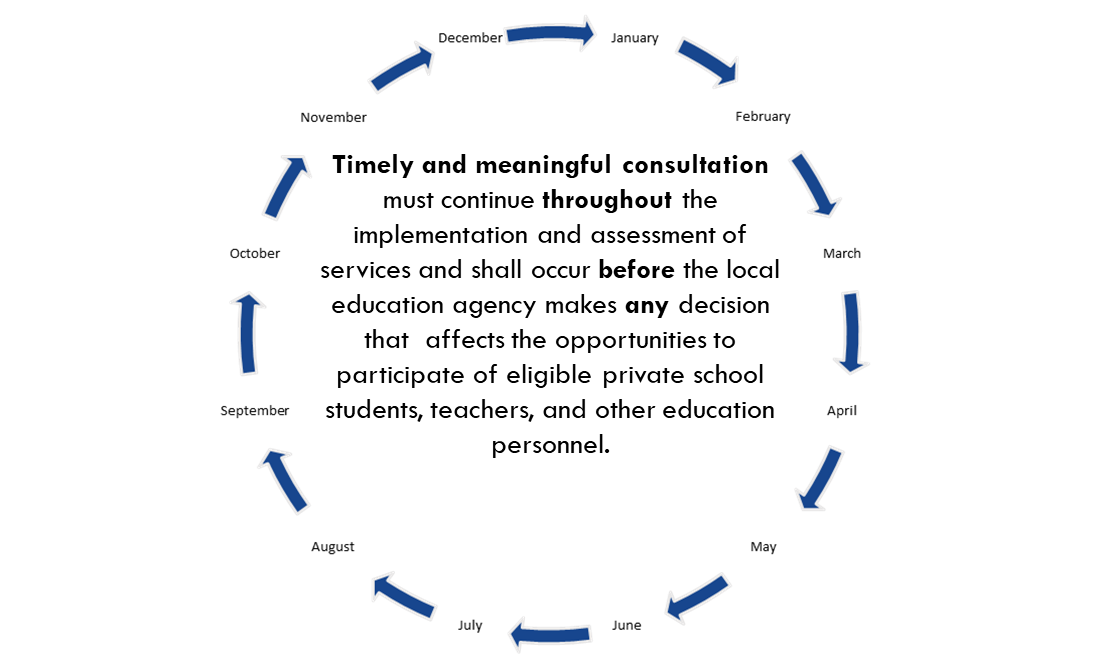 December
January
February
March
April
May
June
July
August
September
October
November
Timely and meaningful consultation
must continue throughout the
implementation and assessment of
services and shall occur before the local
education agency makes any decision
that affects the opportunities to
participate of eligible private school
students, teachers, and other education
personnel.